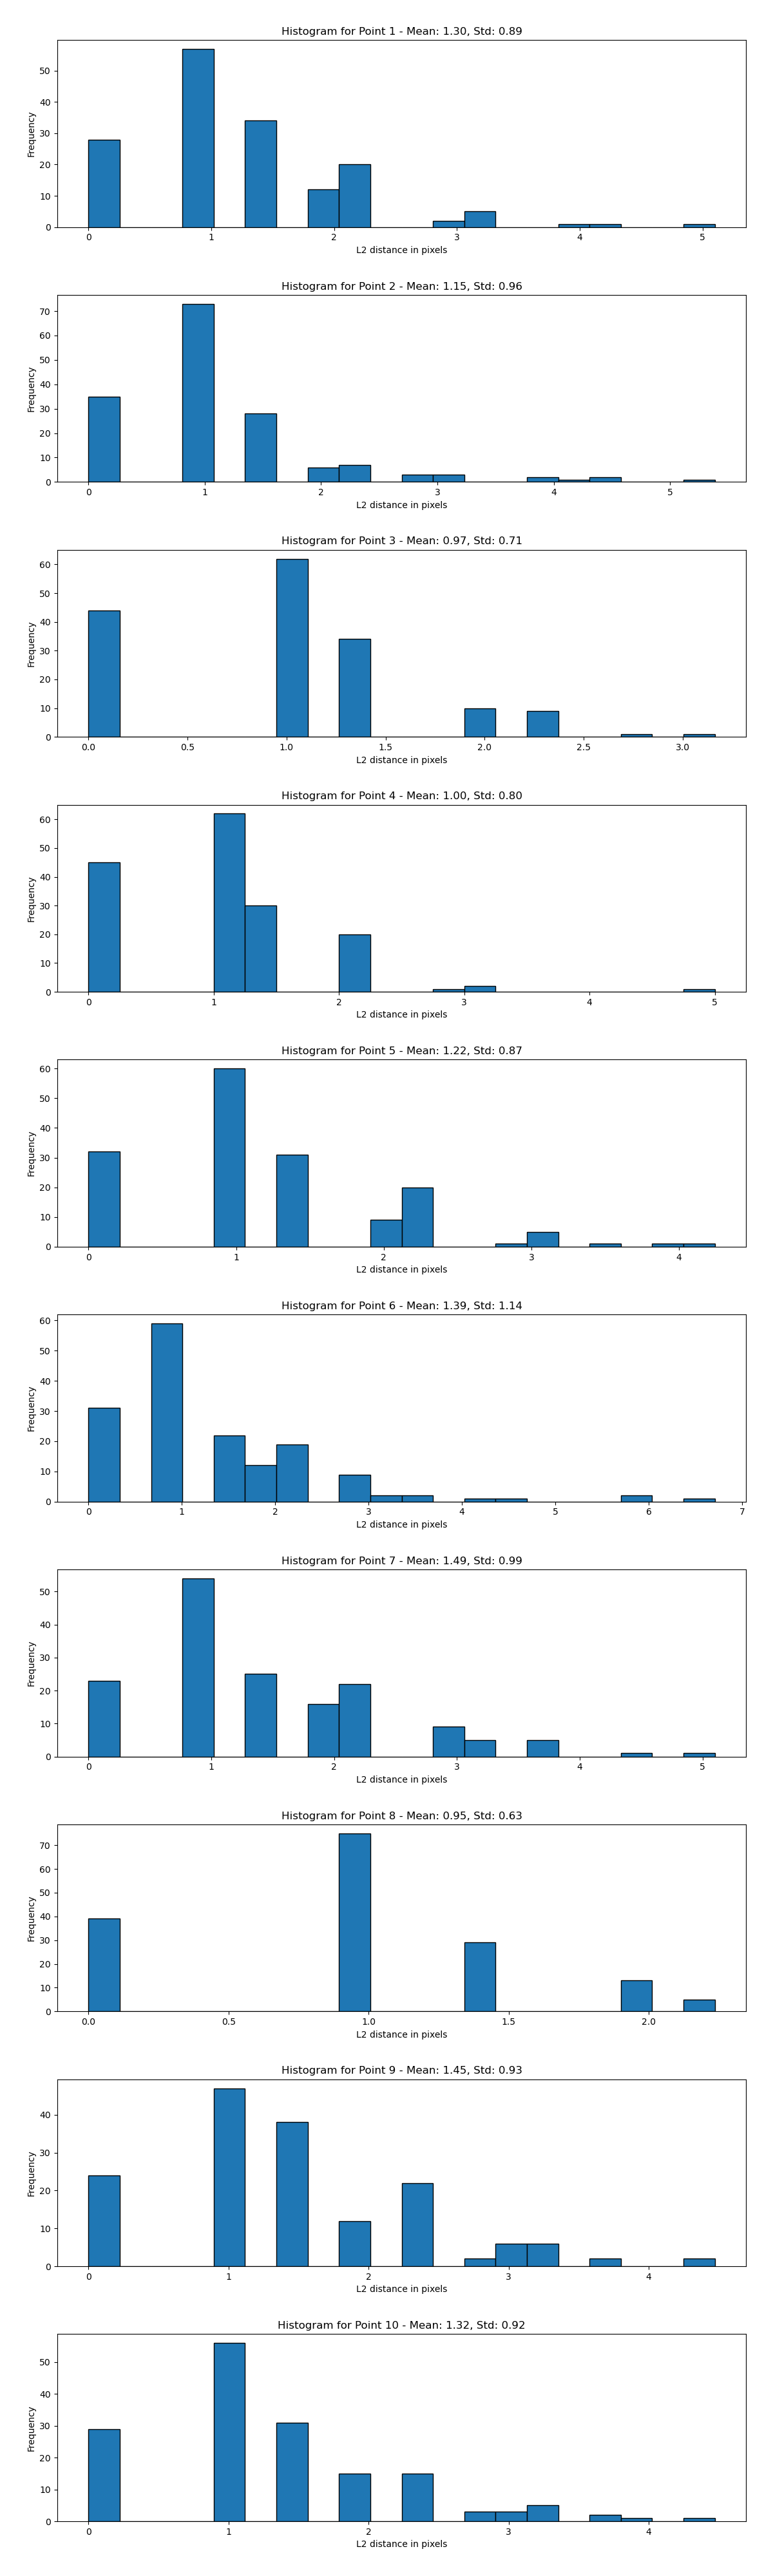 Histogram for Point 1 - Mean: 1.30, Std: 0.89
Frequency
50
40
30
20
10
0
0 1 2 3 4 5
L2 distance in pixels
Histogram for Point 2 - Mean: 1.15, Std: 0.96
Frequency
70
60
50
40
30
20
10
0
0 1 2 3 4 5
L2 distance in pixels
Histogram for Point 3 - Mean: 0.97, Std: 0.71
Frequency
60
50
40
30
20
10
0
0.0 0.5 1.0 1.5 2.0 2.5 3.0
L2 distance in pixels
Histogram for Point 4 - Mean: 1.00, Std: 0.80
Frequency
60
50
40
30
20
10
0
0 1 2 3 4 5
L2 distance in pixels
Histogram for Point 5 - Mean: 1.22, Std: 0.87
Frequency
60
50
40
30
20
10
0
0 1 2 3 4
L2 distance in pixels
Histogram for Point 6 - Mean: 1.39, Std: 1.14
Frequency
60
50
40
30
20
10
0
0 1 2 3 4 5 6 7
L2 distance in pixels
Histogram for Point 7 - Mean: 1.49, Std: 0.99
Frequency
50
40
30
20
10
0
0 1 2 3 4 5
L2 distance in pixels
Histogram for Point 8 - Mean: 0.95, Std: 0.63
Frequency
70
60
50
40
30
20
10
0
0.0 0.5 1.0 1.5 2.0
L2 distance in pixels
Histogram for Point 9 - Mean: 1.45, Std: 0.93
Frequency
40
30
20
10
0
0 1 2 3 4
L2 distance in pixels
Histogram for Point 10 - Mean: 1.32, Std: 0.92
Frequency
50
40
30
20
10
0
0 1 2 3 4
L2 distance in pixels